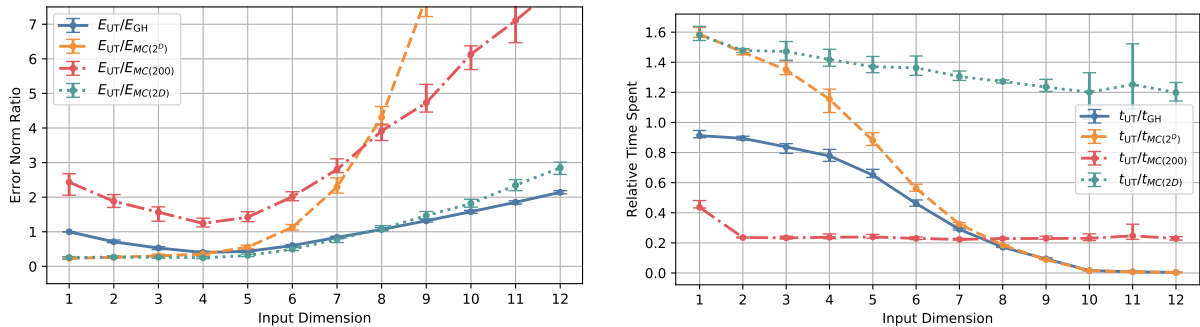 E_UT/E_GH
E_UT/E_MC(2^D)
E_UT/E_MC(200)
E_UT/E_MC(2D)
Error Norm Ratio
7
6
5
4
3
2
1
0
1 2 3 4 5 6 7 8 9 10 11 12
Input Dimension
Relative Time Spent
1.6
1.4
1.2
1.0
0.8
0.6
0.4
0.2
0.0
t_UT/t_GH
t_UT/t_MC(2^D)
t_UT/t_MC(200)
t_UT/t_MC(2D)
1 2 3 4 5 6 7 8 9 10 11 12
Input Dimension